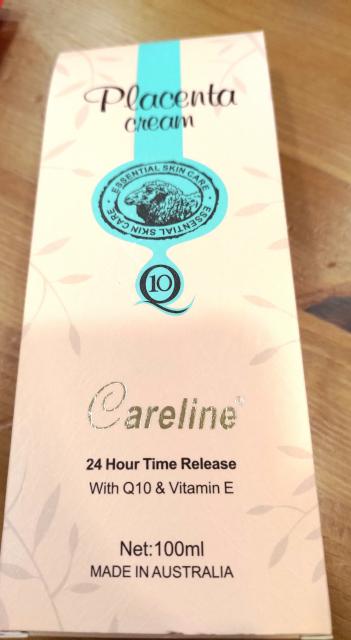 Placenta
cream
ESSENTIAL SKIN CARE
ESSENTIAL SKIN CARE
Q10
Careline®
24 Hour Time Release
With Q10 & Vitamin E
Net:100ml
MADE IN AUSTRALIA